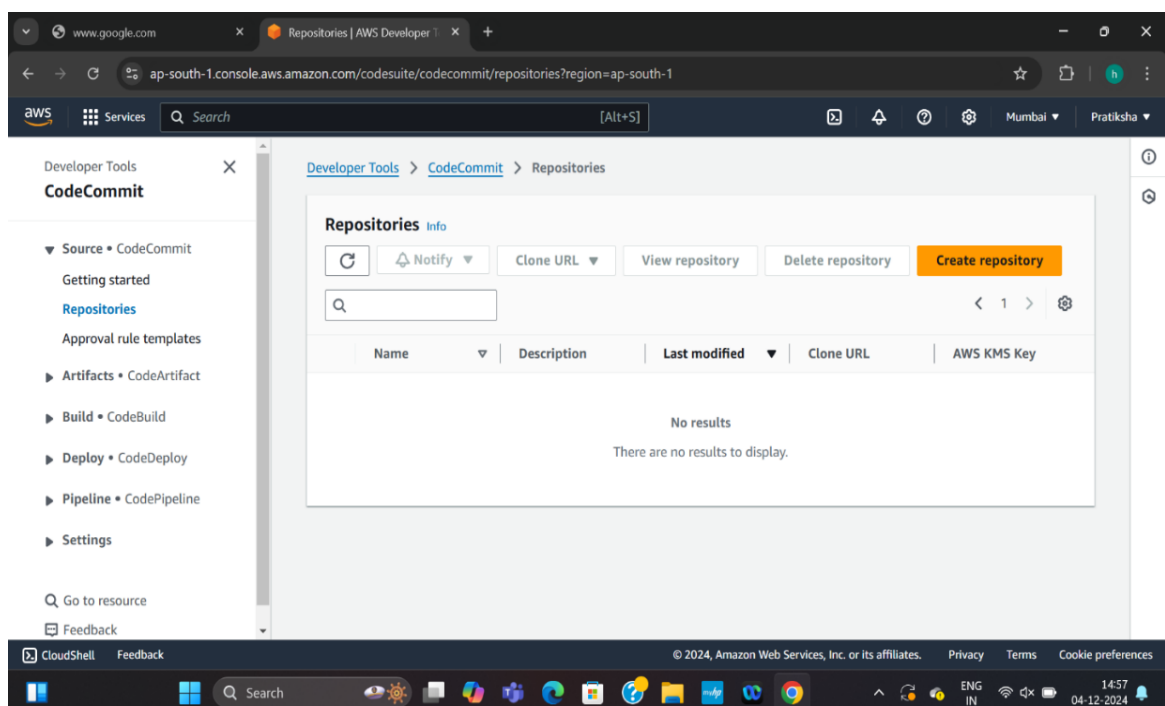 www.google.com
Repositories | AWS Developer T
ap-south-1.console.aws.amazon.com/codesuite/codecommit/repositories?region=ap-south-1
h
aws
Services
Search
[Alt+S]
Mumbai
Pratiksha
Developer Tools
CodeCommit
Source • CodeCommit
Getting started
Repositories
Approval rule templates
Artifacts • CodeArtifact
Build • CodeBuild
Deploy • CodeDeploy
Pipeline • CodePipeline
Settings
Go to resource
Feedback
Developer Tools > CodeCommit > Repositories
Repositories Info
Notify
Clone URL
View repository
Delete repository
Create repository
1
Name
Description
Last modified
Clone URL
AWS KMS Key
No results
There are no results to display.
CloudShell
Feedback
© 2024, Amazon Web Services, Inc. or its affiliates.
Privacy
Terms
Cookie preferences
Search
ENG
IN
14:57
04-12-2024